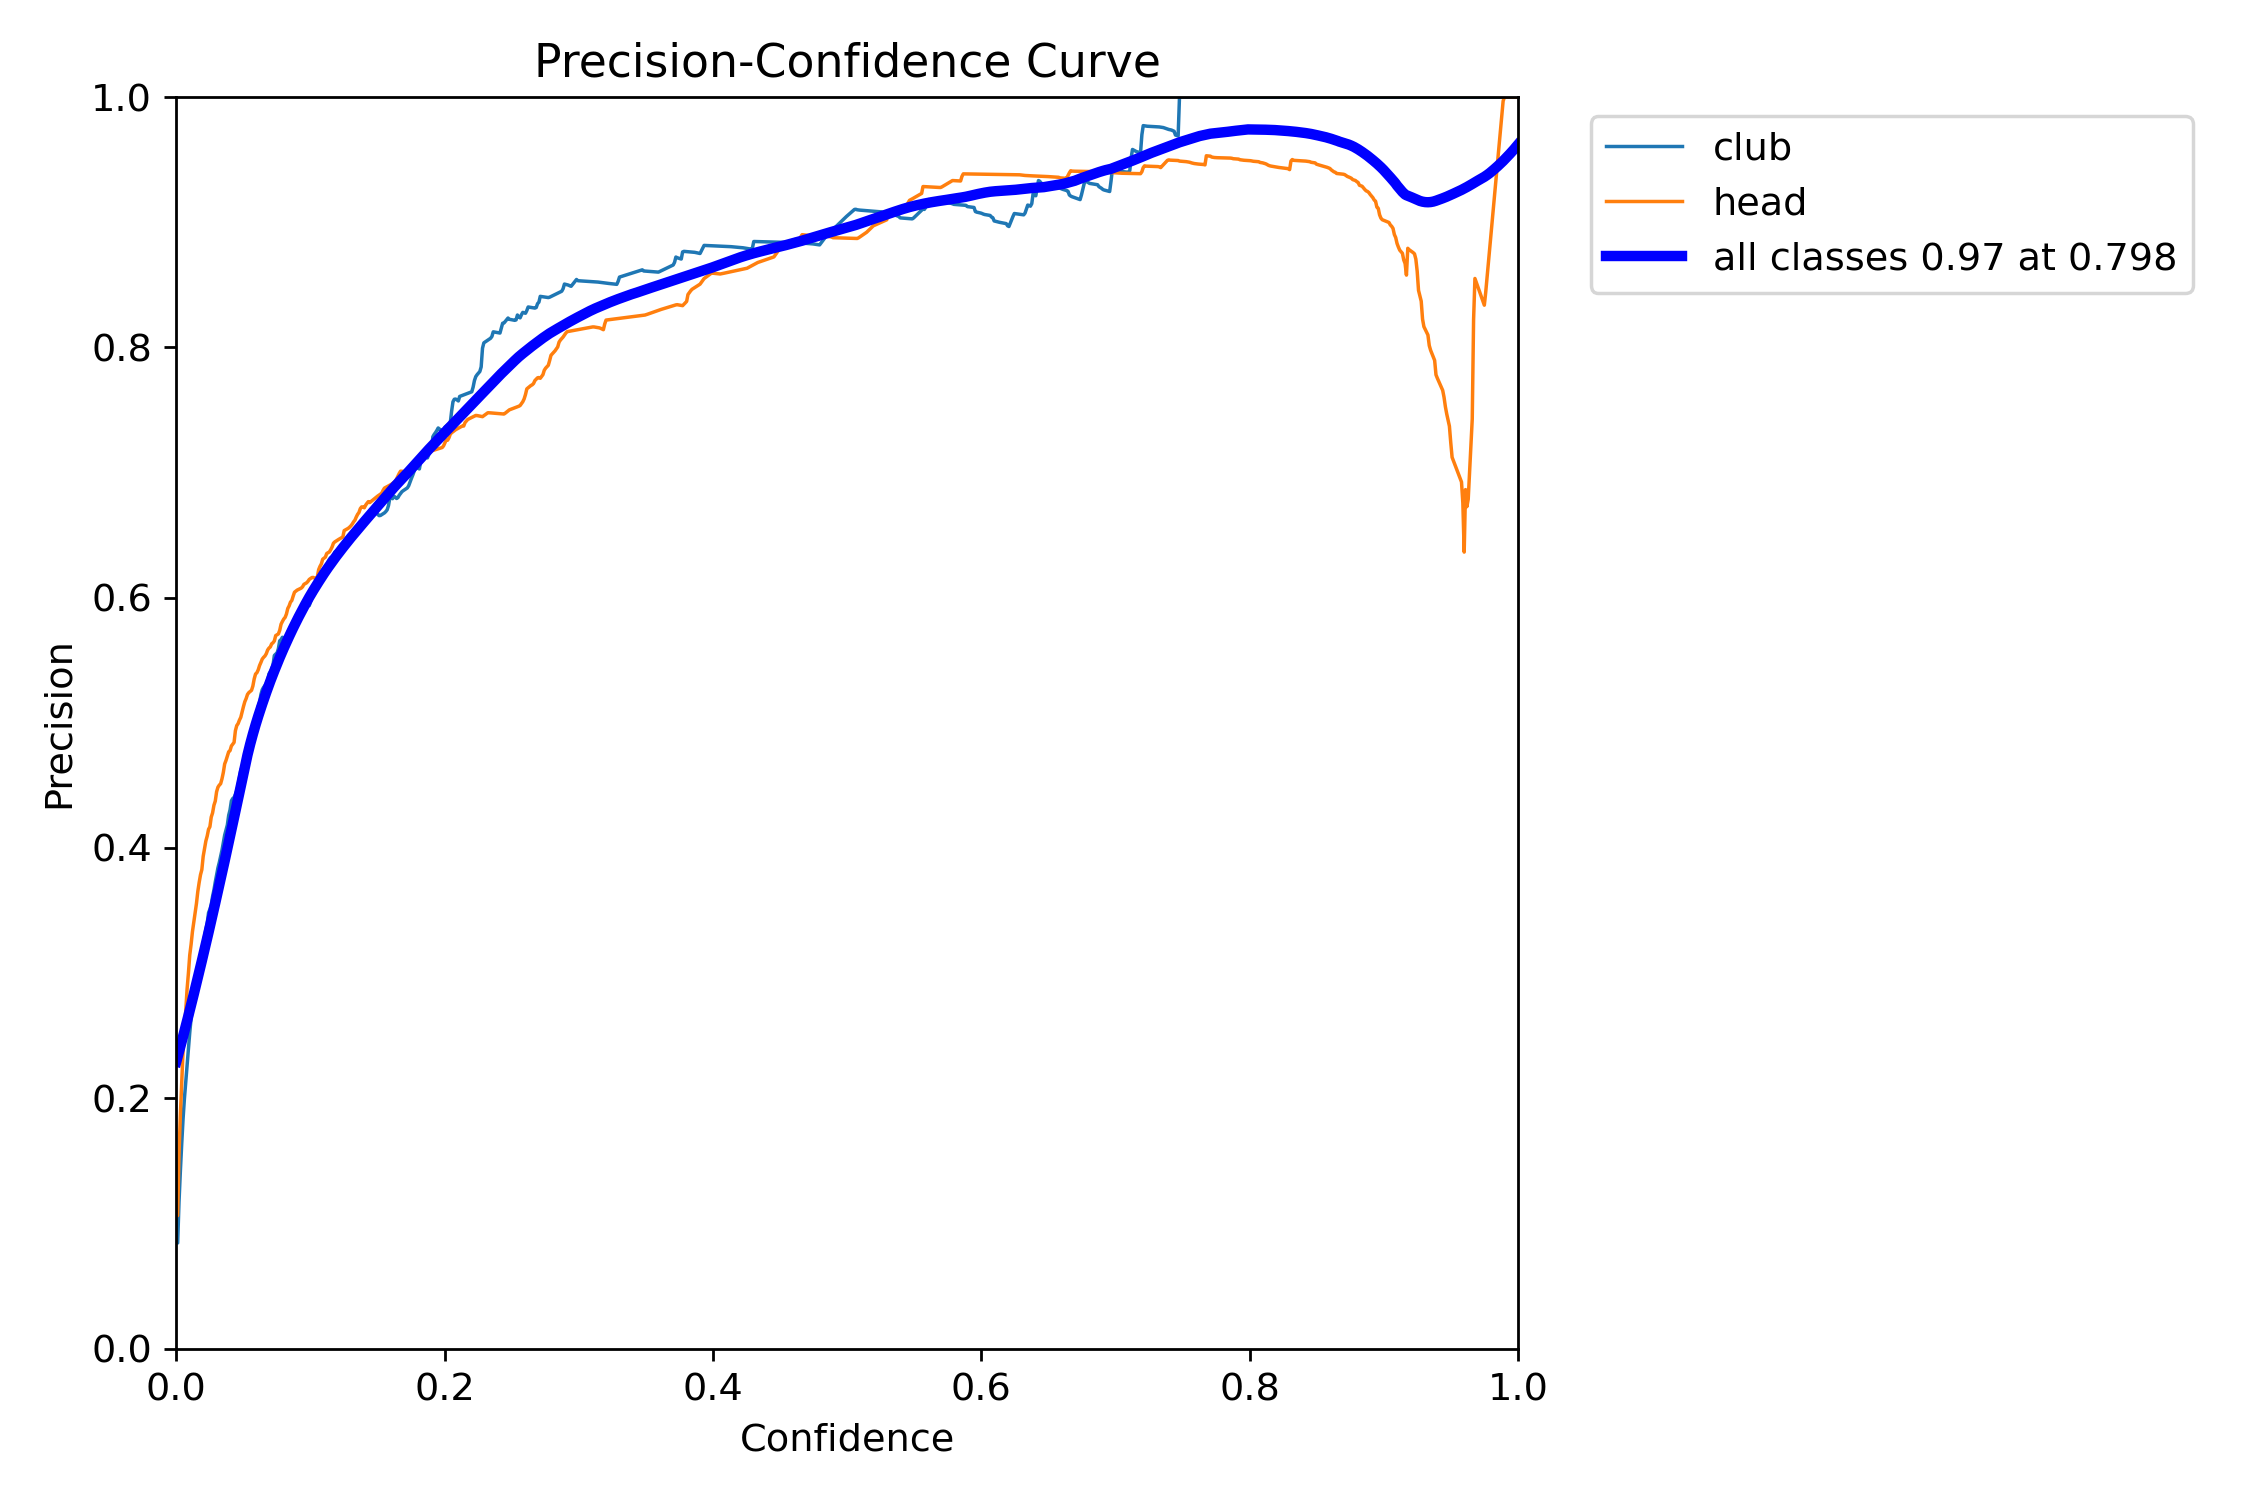 Precision-Confidence Curve
1.0
0.8
0.6
0.4
0.2
0.0
Precision
0.0 0.2 0.4 0.6 0.8 1.0
Confidence
club
head
all classes 0.97 at 0.798